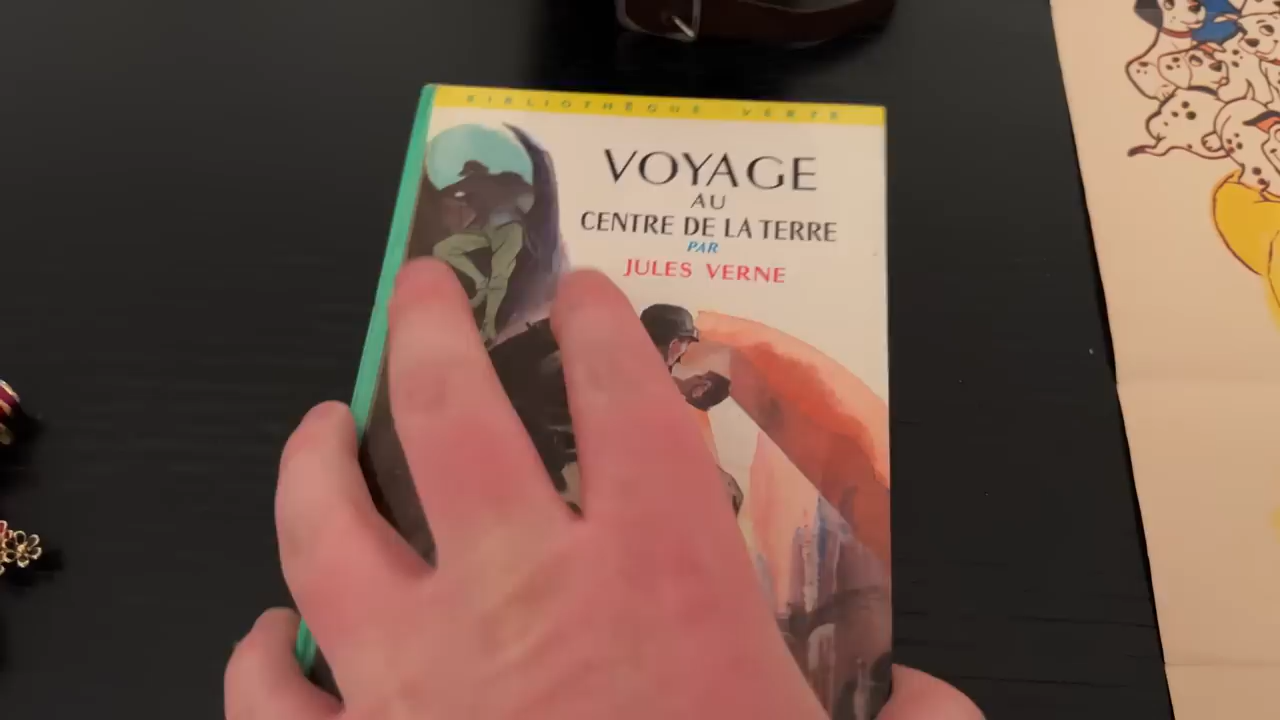 BIBLIOTHÈQUE VERTE
VOYAGE
AU
CENTRE DE LA TERRE
PAR
JULES VERNE